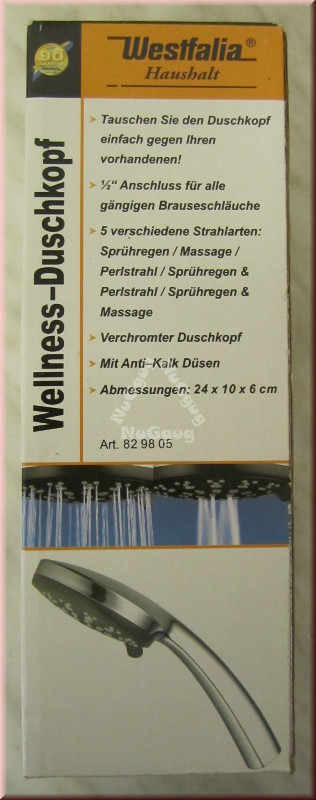 Westfalia®
Haushalt
Wellness-Duschkopf
Tauschen Sie den Duschkopf
einfach gegen Ihren
vorhandenen!
½“ Anschluss für alle
gängigen Brauseschläuche
5 verschiedene Strahlarten:
Sprühregen / Massage /
Perlstrahl / Sprühregen &
Perlstrahl / Sprühregen &
Massage
Verchromter Duschkopf
Mit Anti-Kalk Düsen
Abmessungen: 24 x 10 x 6 cm
Art. 82 98 05
NuGaug